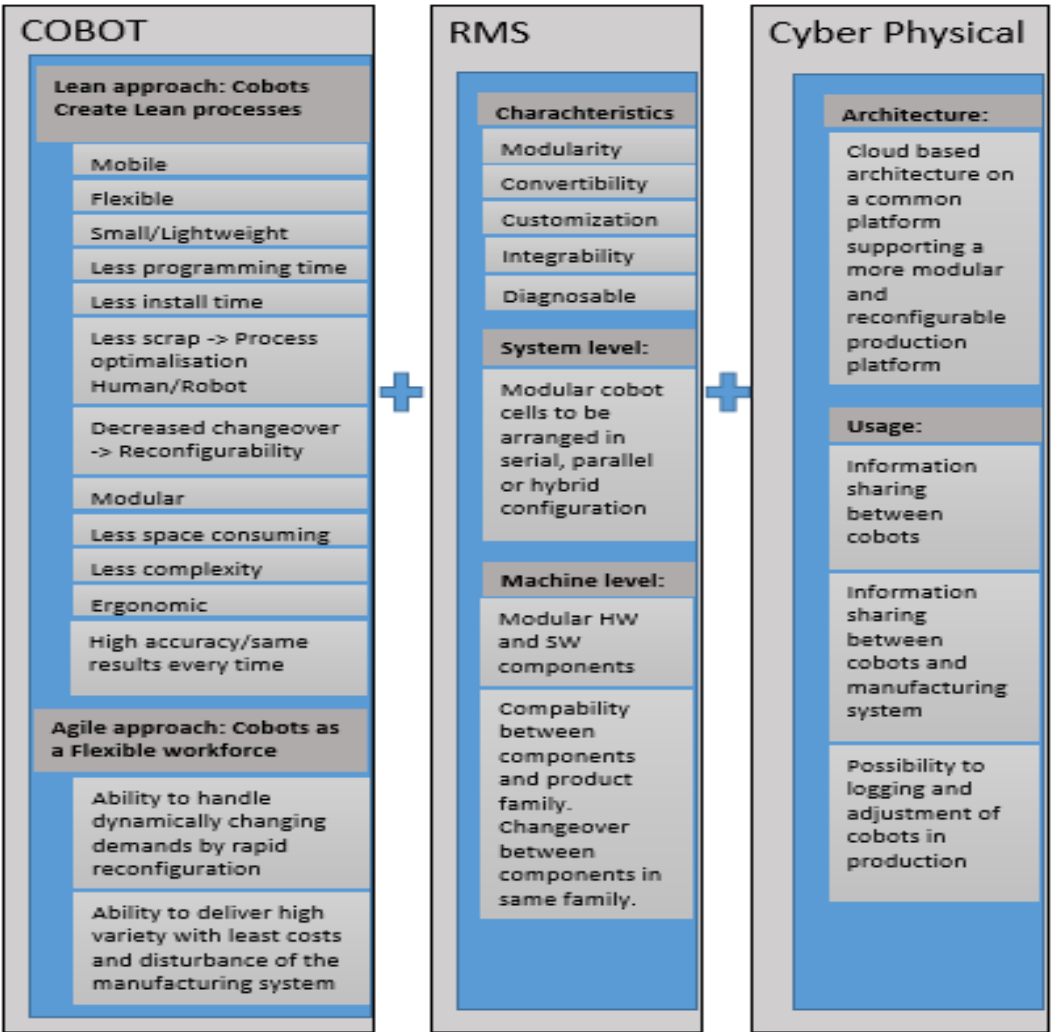 COBOT
Lean approach: Cobots
Create Lean processes
Mobile
Flexible
Small/Lightweight
Less programming time
Less install time
Less scrap -> Process
optimalisation
Human/Robot
Decreased changeover
-> Reconfigurability
Modular
Less space consuming
Less complexity
Ergonomic
High accuracy/same
results every time
Agile approach: Cobots as
a Flexible workforce
Ability to handle
dynamically changing
demands by rapid
reconfiguration
Ability to deliver high
variety with least costs
and disturbance of the
manufacturing system
RMS
Charachteristics
Modularity
Convertibility
Customization
Integrability
Diagnosable
System level:
Modular cobot
cells to be
arranged in
serial, parallel
or hybrid
configuration
Machine level:
Modular HW
and SW
components
Compability
between
components
and product
family.
Changeover
between
components in
same family.
Cyber Physical
Architecture:
Cloud based
architecture on
a common
platform
supporting a
more modular
and
reconfigurable
production
platform
Usage:
Information
sharing
between
cobots
Information
sharing
between
cobots and
manufacturing
system
Possibility to
logging and
adjustment of
cobots in
production